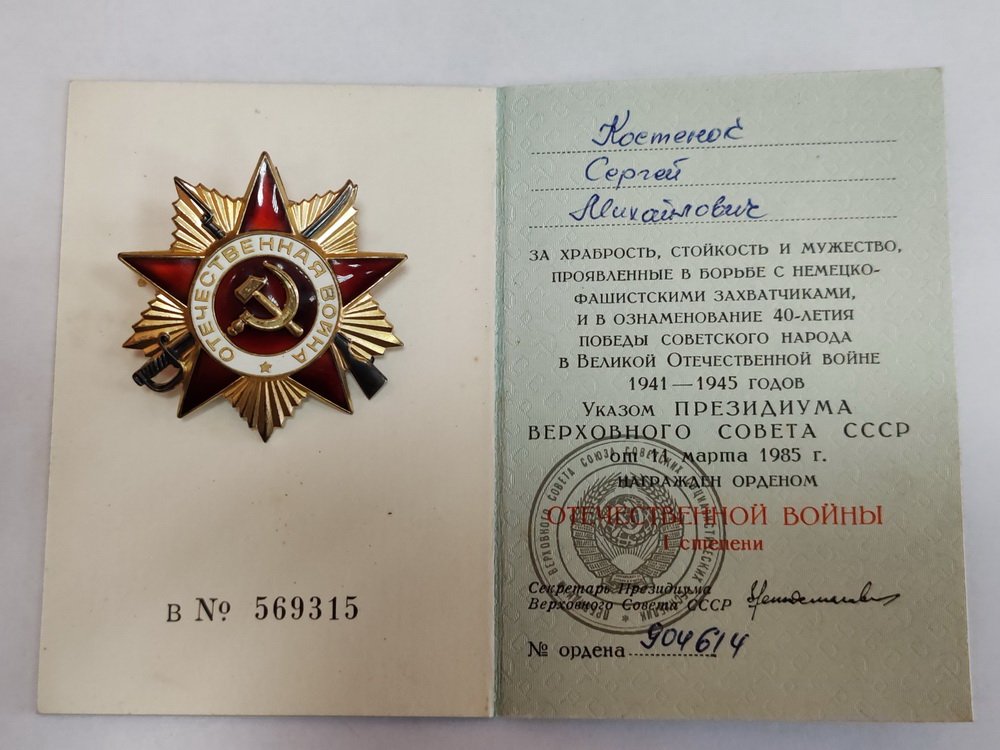 ОТЕЧЕСТВЕННАЯ ВОЙНА
В № 569315
Костенок
Сергей
Михайлович
ЗА ХРАБРОСТЬ, СТОЙКОСТЬ И МУЖЕСТВО,
ПРОЯВЛЕННЫЕ В БОРЬБЕ С НЕМЕЦКО-
ФАШИСТСКИМИ ЗАХВАТЧИКАМИ,
И В ОЗНАМЕНОВАНИЕ 40-ЛЕТИЯ
ПОБЕДЫ СОВЕТСКОГО НАРОДА
В ВЕЛИКОЙ ОТЕЧЕСТВЕННОЙ ВОЙНЕ
1941—1945 ГОДОВ
УКАЗОМ ПРЕЗИДИУМА
ВЕРХОВНОГО СОВЕТА СССР
от 11 марта 1985 г.
НАГРАЖДЕН ОРДЕНОМ
ОТЕЧЕСТВЕННОЙ ВОЙНЫ
I степени
Секретарь Президиума
Верховного Совета СССР
№ ордена 904614